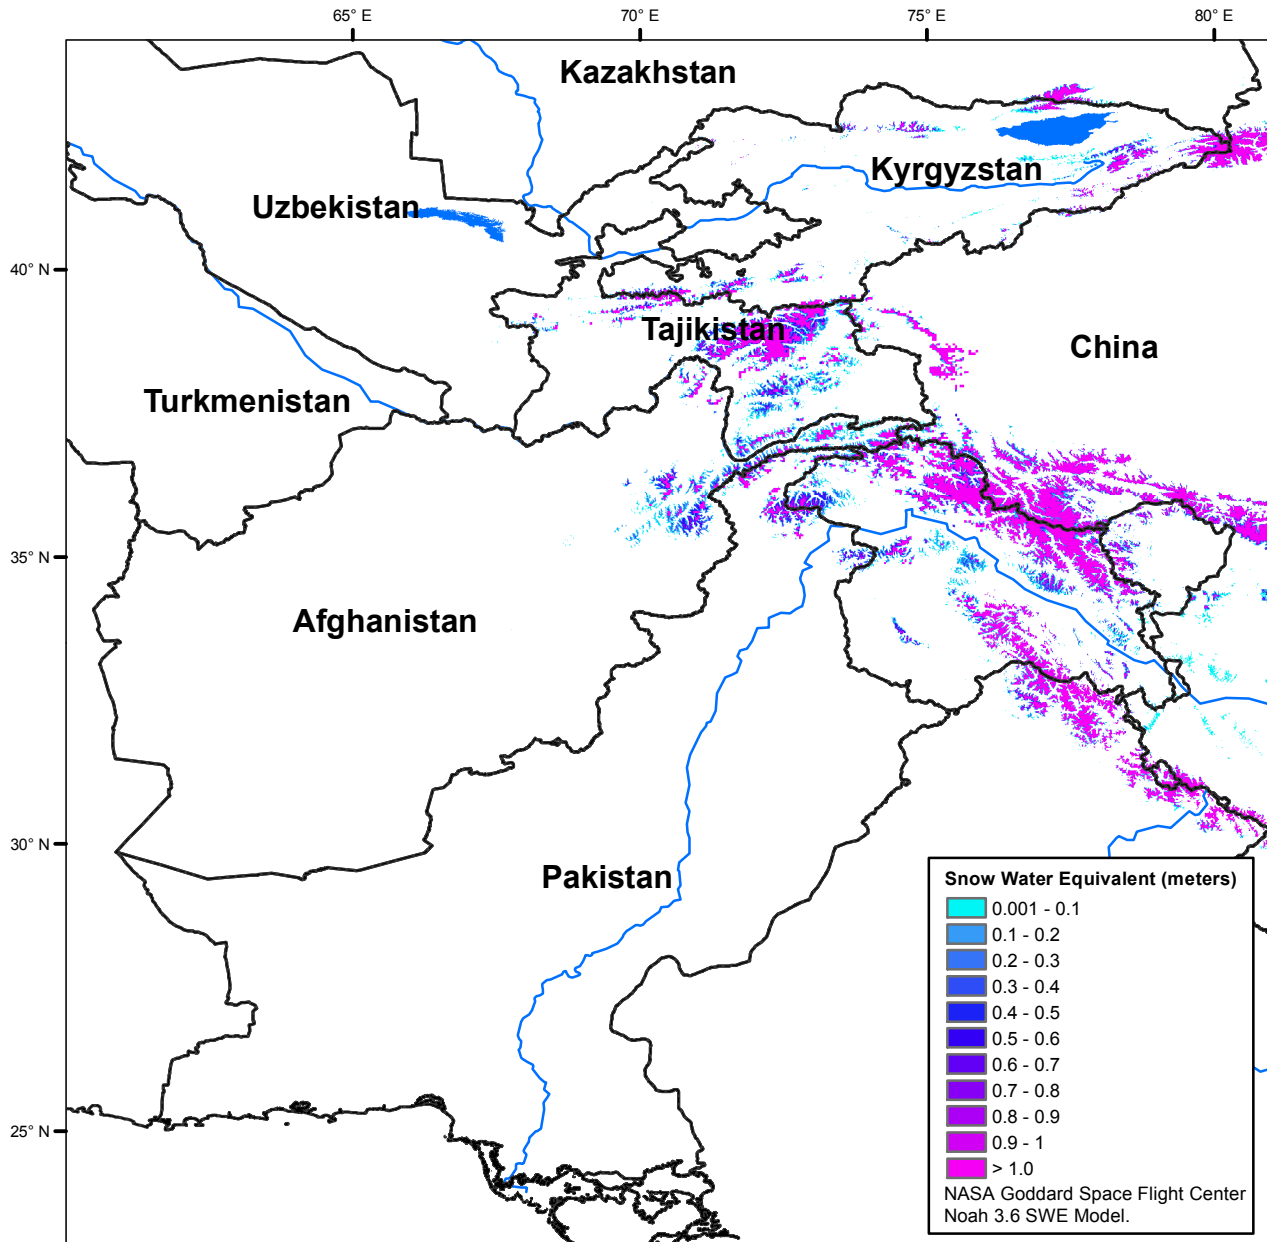 65° E
70° E
75° E
80° E
Kazakhstan
Kyrgyzstan
Uzbekistan
40° N
Tajikistan
China
Turkmenistan
35° N
Afghanistan
30° N
Pakistan
Snow Water Equivalent (meters)
0.001 - 0.1
0.1 - 0.2
0.2 - 0.3
0.3 - 0.4
0.4 - 0.5
0.5 - 0.6
0.6 - 0.7
0.7 - 0.8
0.8 - 0.9
0.9 - 1
> 1.0
NASA Goddard Space Flight Center
Noah 3.6 SWE Model.
25° N